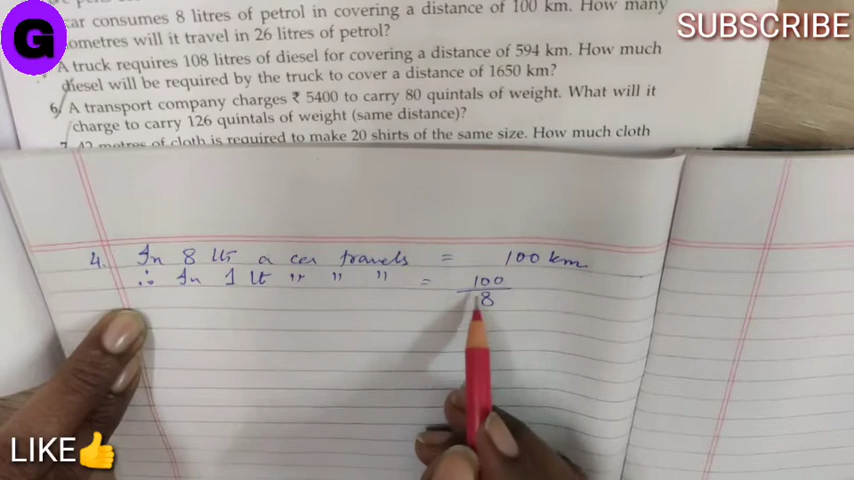 G
SUBSCRIBE
car consumes 8 litres of petrol in covering a distance of 100 km. How many
ometres will it travel in 26 litres of petrol?
A truck requires 108 litres of diesel for covering a distance of 594 km. How much
diesel will be required by the truck to cover a distance of 1650 km?
6. A transport company charges ₹ 5400 to carry 80 quintals of weight. What will it
charge to carry 126 quintals of weight (same distance)?
7. 42 metres of cloth is required to make 20 shirts of the same size. How much cloth
4. In 8 lt a car travels = 100 km
∴ In 1 lt " " " = 100/8
LIKE👍